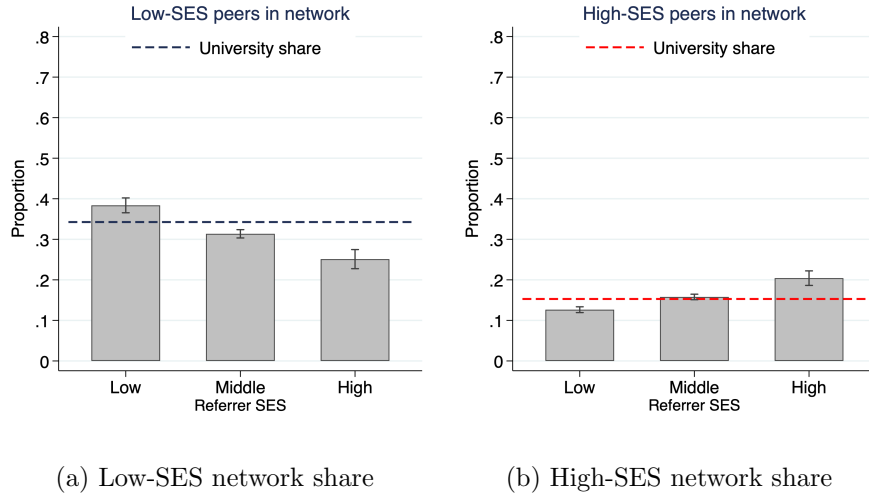 Low-SES peers in network
University share
.8
.7
.6
.5
.4
.3
.2
.1
0
Proportion
Low Middle High
Referrer SES
(a) Low-SES network share
High-SES peers in network
University share
.8
.7
.6
.5
.4
.3
.2
.1
0
Proportion
Low Middle High
Referrer SES
(b) High-SES network share